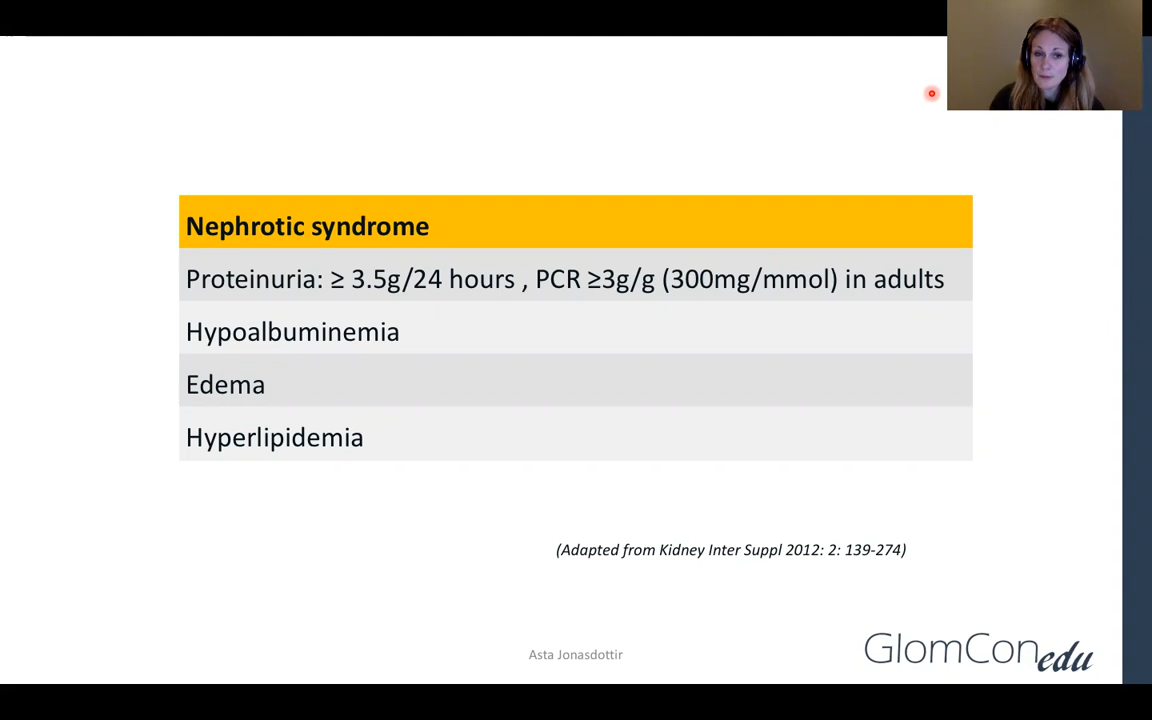 Nephrotic syndrome
Proteinuria: ≥ 3.5g/24 hours , PCR ≥3g/g (300mg/mmol) in adults
Hypoalbuminemia
Edema
Hyperlipidemia
(Adapted from Kidney Inter Suppl 2012: 2: 139-274)
Asta Jonasdottir
GlomConedu